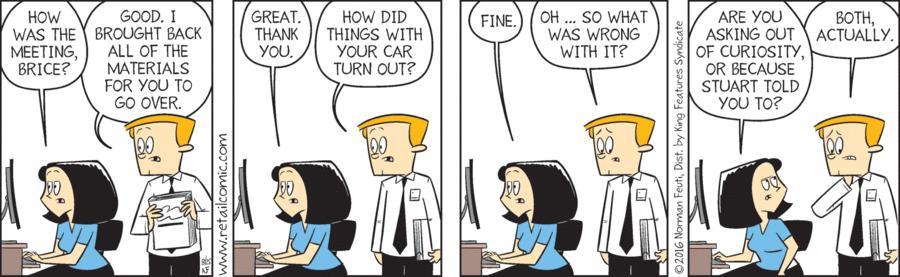 HOW
WAS THE
MEETING,
BRICE?
GOOD. I
BROUGHT BACK
ALL OF THE
MATERIALS
FOR YOU TO
GO OVER.
www.retailcomic.com
GREAT.
THANK
YOU.
HOW DID
THINGS WITH
YOUR CAR
TURN OUT?
FINE.
OH ... SO WHAT
WAS WRONG
WITH IT?
©2016 Norman Feuti, Dist. by King Features Syndicate
ARE YOU
ASKING OUT
OF CURIOSITY,
OR BECAUSE
STUART TOLD
YOU TO?
BOTH,
ACTUALLY.